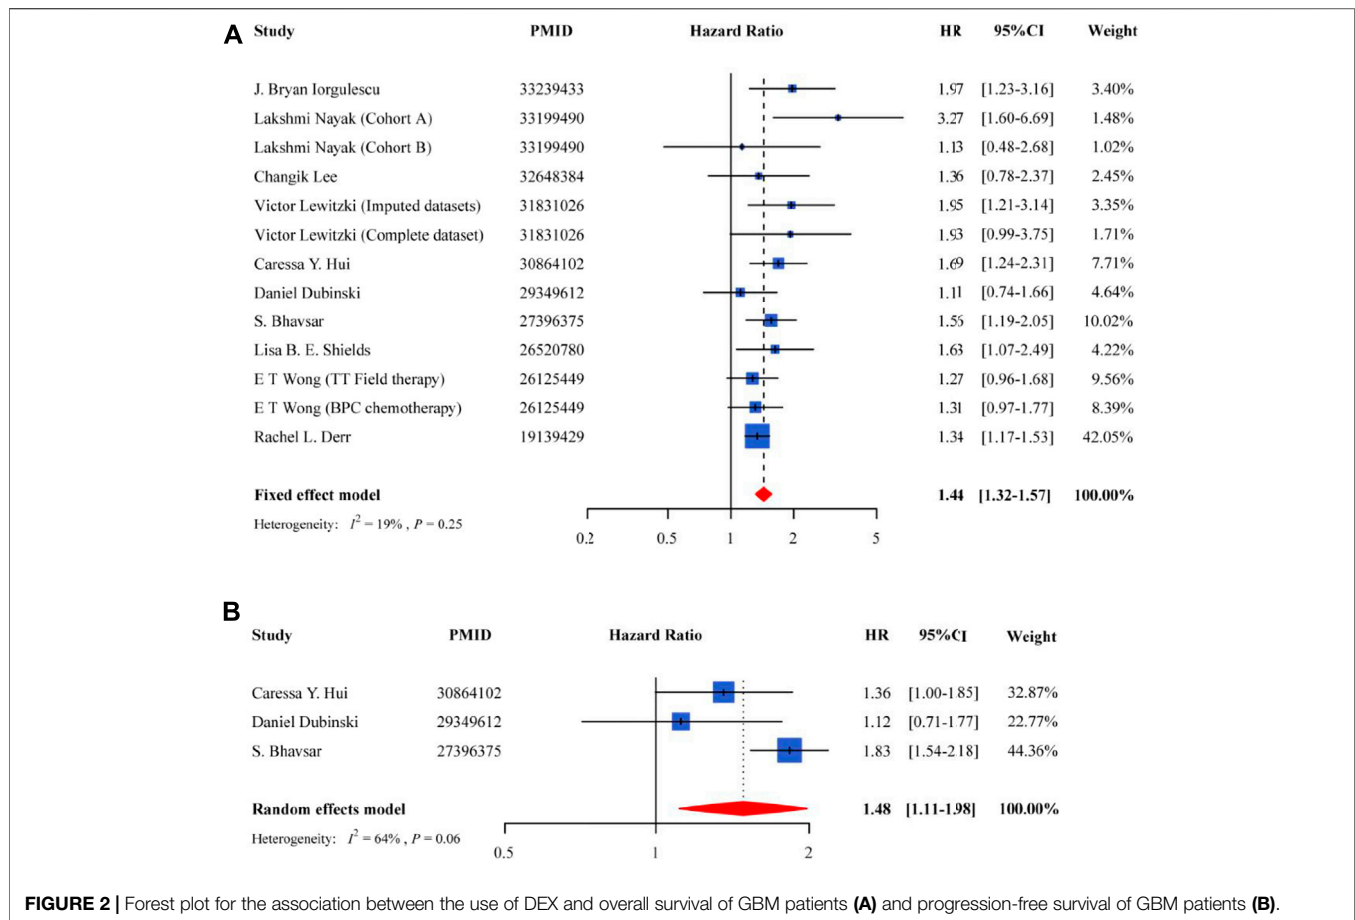 A
Study PMID Hazard Ratio HR 95%CI Weight
J. Bryan Iorgulescu 33239433 1.97 [1.23-3.16] 3.40%
Lakshmi Nayak (Cohort A) 33199490 3.27 [1.60-6.69] 1.48%
Lakshmi Nayak (Cohort B) 33199490 1.13 [0.48-2.68] 1.02%
Changik Lee 32648384 1.36 [0.78-2.37] 2.45%
Victor Lewitzki (Imputed datasets) 31831026 1.95 [1.21-3.14] 3.35%
Victor Lewitzki (Complete dataset) 31831026 1.93 [0.99-3.75] 1.71%
Caressa Y. Hui 30864102 1.69 [1.24-2.31] 7.71%
Daniel Dubinski 29349612 1.11 [0.74-1.66] 4.64%
S. Bhavsar 27396375 1.56 [1.19-2.05] 10.02%
Lisa B. E. Shields 26520780 1.63 [1.07-2.49] 4.22%
E T Wong (TT Field therapy) 26125449 1.27 [0.96-1.68] 9.56%
E T Wong (BPC chemotherapy) 26125449 1.31 [0.97-1.77] 8.39%
Rachel L. Derr 19139429 1.34 [1.17-1.53] 42.05%
Fixed effect model 1.44 [1.32-1.57] 100.00%
Heterogeneity: I² = 19% , P = 0.25
0.2 0.5 1 2 5
B
Study PMID Hazard Ratio HR 95%CI Weight
Caressa Y. Hui 30864102 1.36 [1.00-1.85] 32.87%
Daniel Dubinski 29349612 1.12 [0.71-1.77] 22.77%
S. Bhavsar 27396375 1.83 [1.54-2.18] 44.36%
Random effects model 1.48 [1.11-1.98] 100.00%
Heterogeneity: I² = 64% , P = 0.06
0.5 1 2
FIGURE 2 | Forest plot for the association between the use of DEX and overall survival of GBM patients (A) and progression-free survival of GBM patients (B).